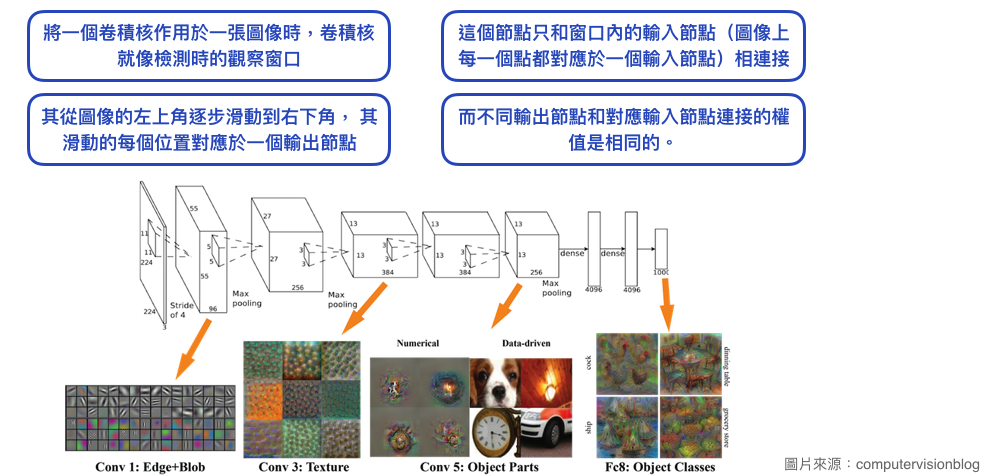 將一個卷積核作用於一張圖像時，卷積核
就像檢測時的觀察窗口
這個節點只和窗口內的輸入節點（圖像上
每一個點都對應於一個輸入節點）相連接
其從圖像的左上角逐步滑動到右下角， 其
滑動的每個位置對應於一個輸出節點
而不同輸出節點和對應輸入節點連接的權
值是相同的。
11
11
224
224
3
Stride
of 4
55
55
5
5
96
Max
pooling
27
27
3
3
256
Max
pooling
13
13
3
3
384
13
13
3
3
384
13
13
256
Max
pooling
dense
4096
dense
4096
1000
Numerical
Data-driven
cock
ship
dinning table
grocery store
Conv 1: Edge+Blob
Conv 3: Texture
Conv 5: Object Parts
Fc8: Object Classes
圖片來源：computervisionblog